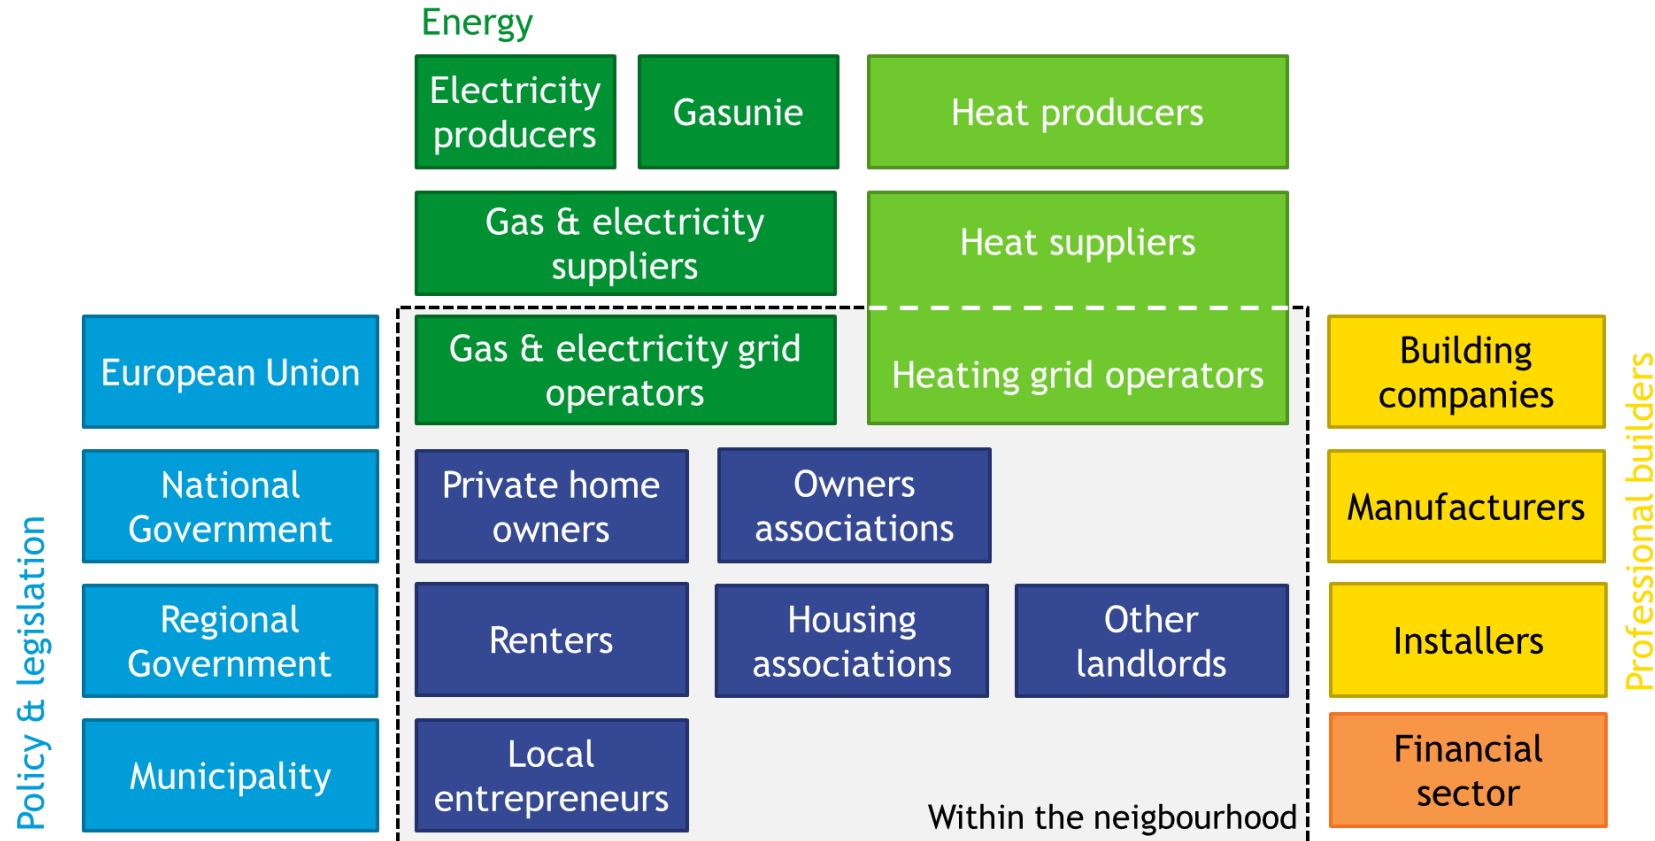 Energy
Electricity
producers
Gasunie
Heat producers
Gas & electricity
suppliers
Heat suppliers
European Union
Gas & electricity grid
operators
Heating grid operators
Building
companies
National
Government
Private home
owners
Owners
associations
Manufacturers
Regional
Government
Renters
Housing
associations
Other
landlords
Installers
Municipality
Local
entrepreneurs
Financial
sector
Within the neigbourhood
Policy & legislation
Professional builders